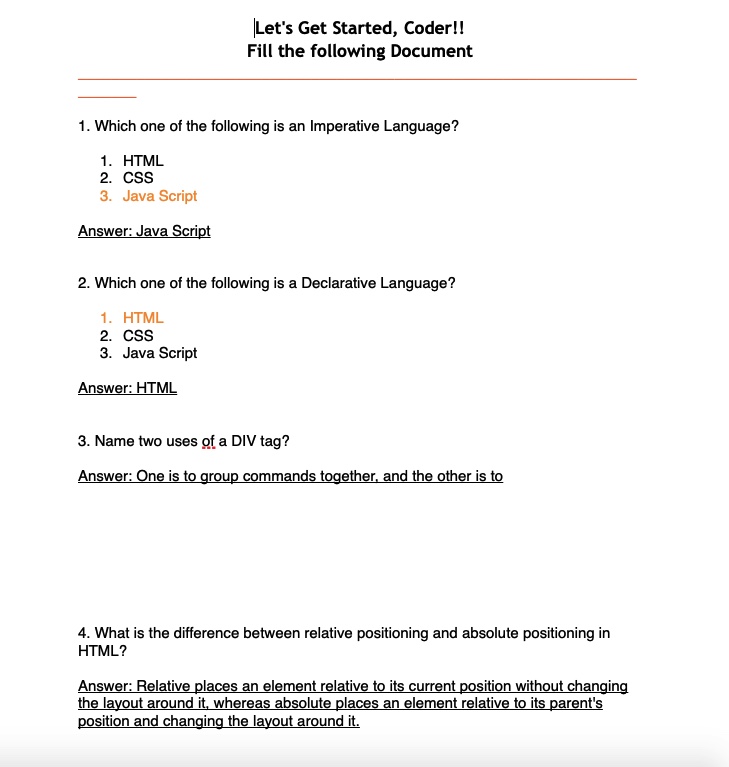 Let's Get Started, Coder!!
Fill the following Document
1. Which one of the following is an Imperative Language?
1. HTML
2. CSS
3. Java Script
Answer: Java Script
2. Which one of the following is a Declarative Language?
1. HTML
2. CSS
3. Java Script
Answer: HTML
3. Name two uses of a DIV tag?
Answer: One is to group commands together, and the other is to
4. What is the difference between relative positioning and absolute positioning in
HTML?
Answer: Relative places an element relative to its current position without changing
the layout around it, whereas absolute places an element relative to its parent's
position and changing the layout around it.